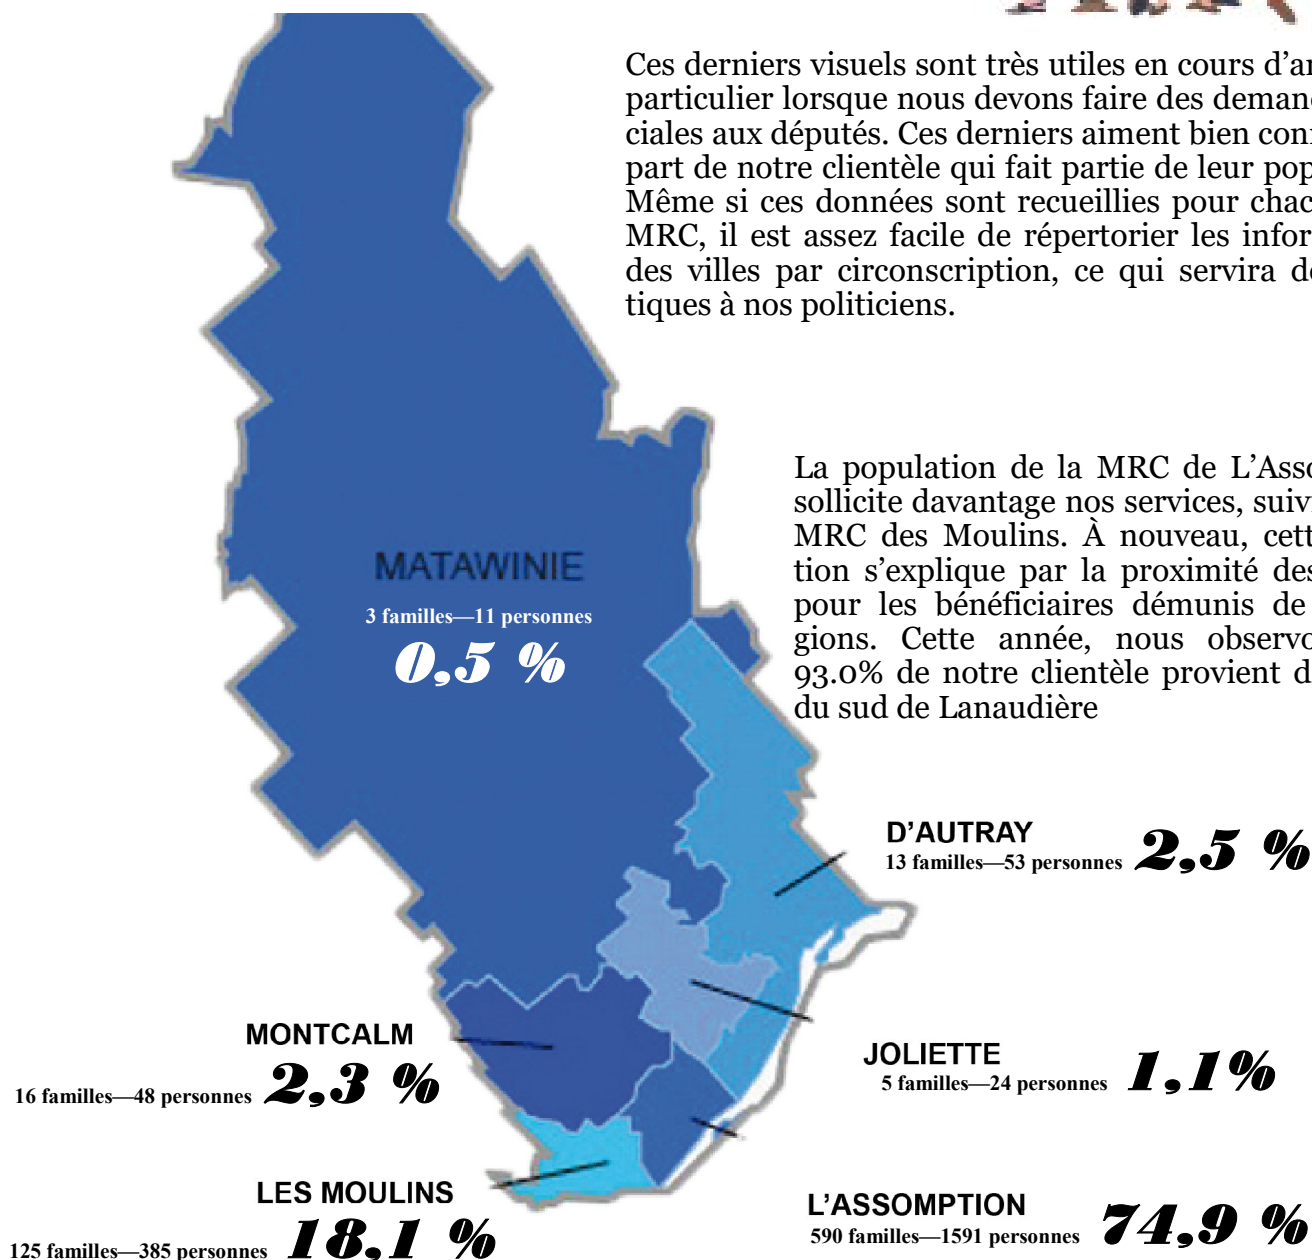 Ces derniers visuels sont très utiles en cours d’an
particulier lorsque nous devons faire des deman
ciales aux députés. Ces derniers aiment bien con
part de notre clientèle qui fait partie de leur pop
Même si ces données sont recueillies pour chac
MRC, il est assez facile de répertorier les infor
des villes par circonscription, ce qui servira de
tiques à nos politiciens.
La population de la MRC de L’Asso
sollicite davantage nos services, suivi
MRC des Moulins. À nouveau, cett
tion s’explique par la proximité des
pour les bénéficiaires démunis de
gions. Cette année, nous observo
93.0% de notre clientèle provient d
du sud de Lanaudière
MATAWINIE
3 familles—11 personnes
0,5 %
D’AUTRAY
13 familles—53 personnes 2,5 %
MONTCALM
16 familles—48 personnes 2,3 %
JOLIETTE
5 familles—24 personnes 1,1%
LES MOULINS
125 familles—385 personnes 18,1 %
L’ASSOMPTION
590 familles—1591 personnes 74,9 %